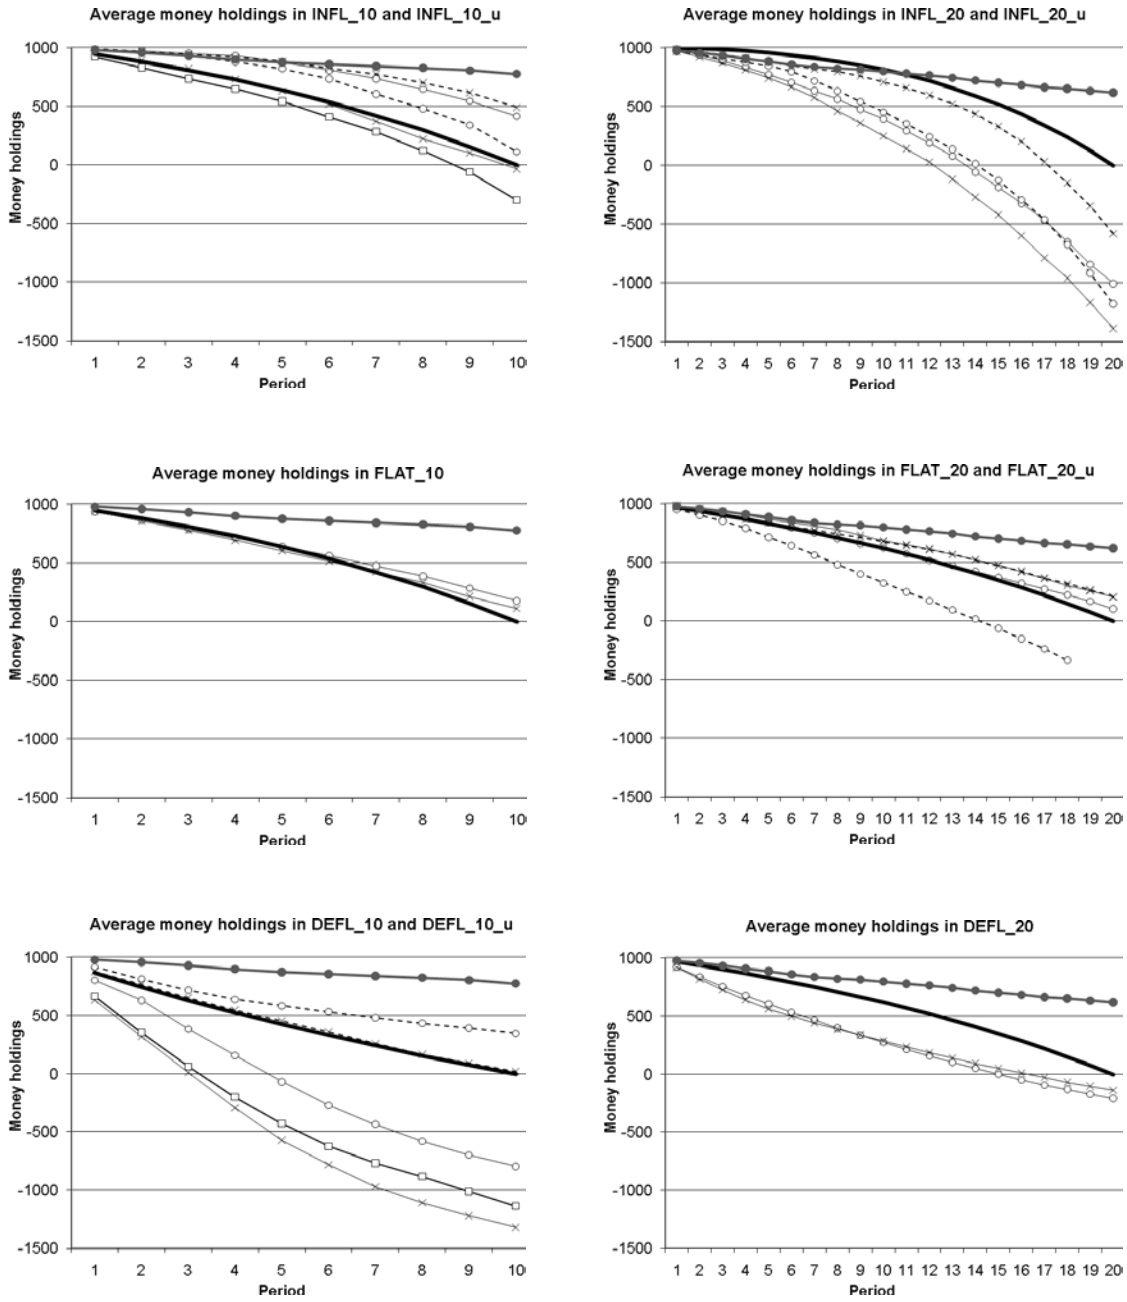 Average money holdings in INFL_10 and INFL_10_u
1000
500
0
-500
-1000
-1500
Money holdings
1 2 3 4 5 6 7 8 9 10
Period
Average money holdings in INFL_20 and INFL_20_u
1000
500
0
-500
-1000
-1500
Money holdings
1 2 3 4 5 6 7 8 9 10 11 12 13 14 15 16 17 18 19 20
Period
Average money holdings in FLAT_10
1000
500
0
-500
-1000
-1500
Money holdings
1 2 3 4 5 6 7 8 9 10
Period
Average money holdings in FLAT_20 and FLAT_20_u
1000
500
0
-500
-1000
-1500
Money holdings
1 2 3 4 5 6 7 8 9 10 11 12 13 14 15 16 17 18 19 20
Period
Average money holdings in DEFL_10 and DEFL_10_u
1000
500
0
-500
-1000
-1500
Money holdings
1 2 3 4 5 6 7 8 9 10
Period
Average money holdings in DEFL_20
1000
500
0
-500
-1000
-1500
Money holdings
1 2 3 4 5 6 7 8 9 10 11 12 13 14 15 16 17 18 19 20
Period